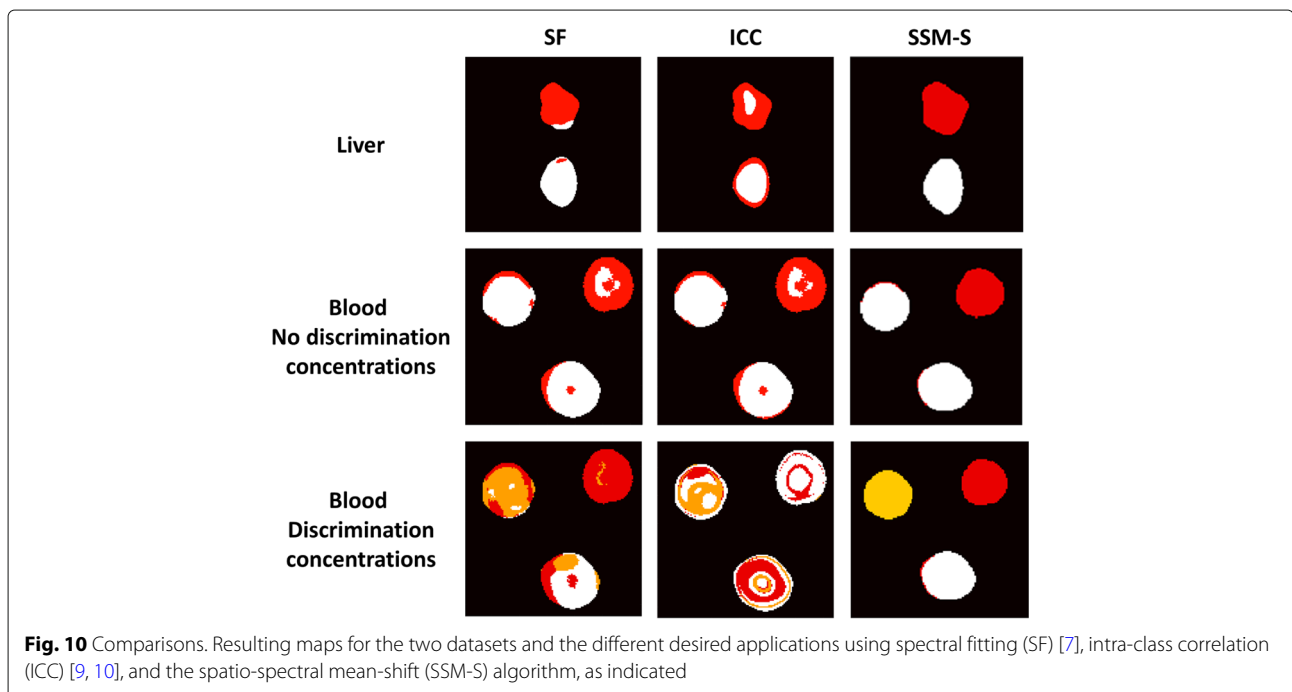 SF ICC SSM-S
Liver
Blood
No discrimination
concentrations
Blood
Discrimination
concentrations
Fig. 10 Comparisons. Resulting maps for the two datasets and the different desired applications using spectral fitting (SF) [7], intra-class correlation
(ICC) [9, 10], and the spatio-spectral mean-shift (SSM-S) algorithm, as indicated